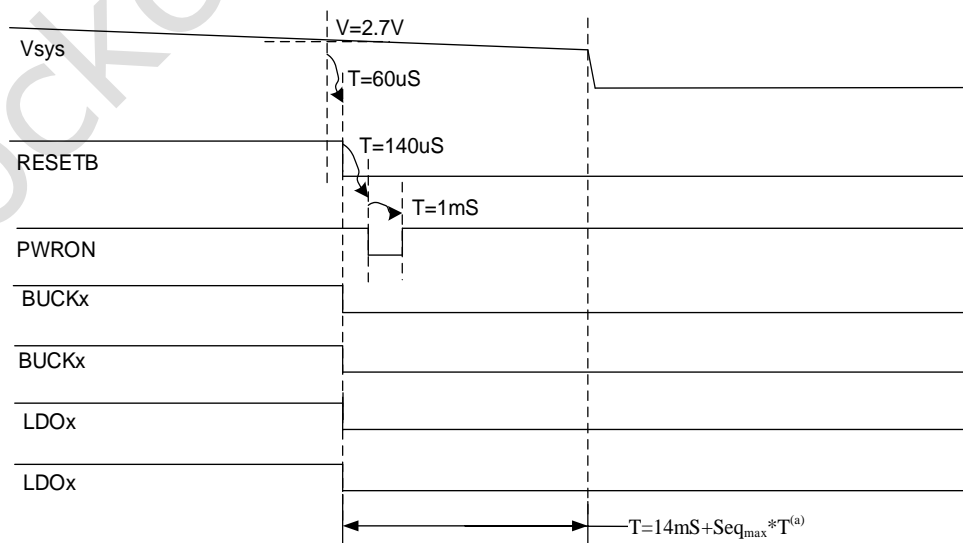 V=2.7V
Vsys
T=60uS
T=140uS
RESETB
T=1mS
PWRON
BUCKx
BUCKx
LDOx
LDOx
T=14mS+Seqmax*T(a)